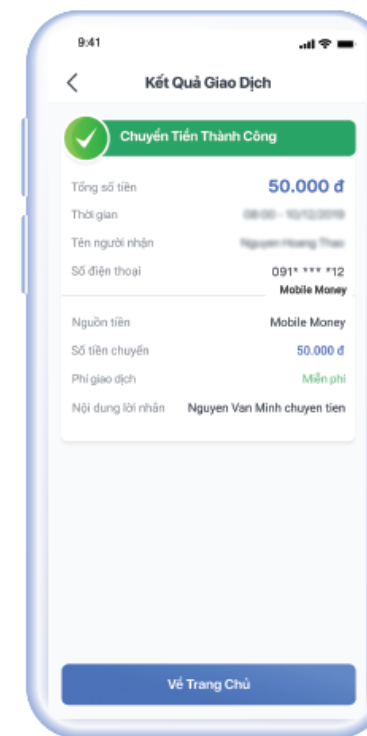 9:41
Kết Quả Giao Dịch
Chuyển Tiền Thành Công
Tổng số tiền 50.000 đ
Thời gian
Tên người nhận
Số điện thoại 091* *** *12
Mobile Money
Nguồn tiền Mobile Money
Số tiền chuyển 50.000 đ
Phí giao dịch Miễn phí
Nội dung lời nhắn Nguyen Van Minh chuyen tien
Về Trang Chủ